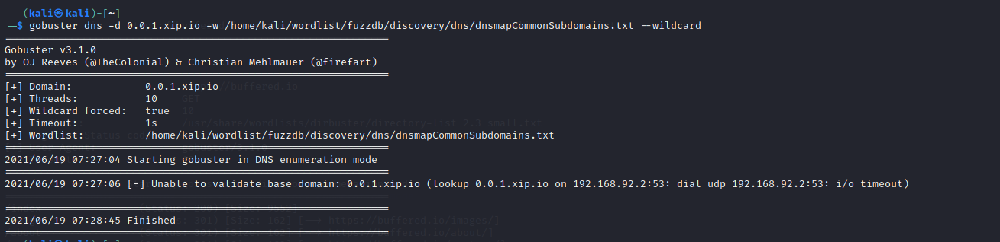 ┌──(kali㉿kali)-[~]
└─$ gobuster dns -d 0.0.1.xip.io -w /home/kali/wordlist/fuzzdb/discovery/dns/dnsmapCommonSubdomains.txt --wildcard
===============================================================
Gobuster v3.1.0
by OJ Reeves (@TheColonial) & Christian Mehlmauer (@firefart)
===============================================================
[+] Domain: 0.0.1.xip.io
[+] Threads: 10
[+] Wildcard forced: true
[+] Timeout: 1s
[+] Wordlist: /home/kali/wordlist/fuzzdb/discovery/dns/dnsmapCommonSubdomains.txt
===============================================================
2021/06/19 07:27:04 Starting gobuster in DNS enumeration mode
===============================================================
2021/06/19 07:27:06 [-] Unable to validate base domain: 0.0.1.xip.io (lookup 0.0.1.xip.io on 192.168.92.2:53: dial udp 192.168.92.2:53: i/o timeout)
===============================================================
2021/06/19 07:28:45 Finished
===============================================================